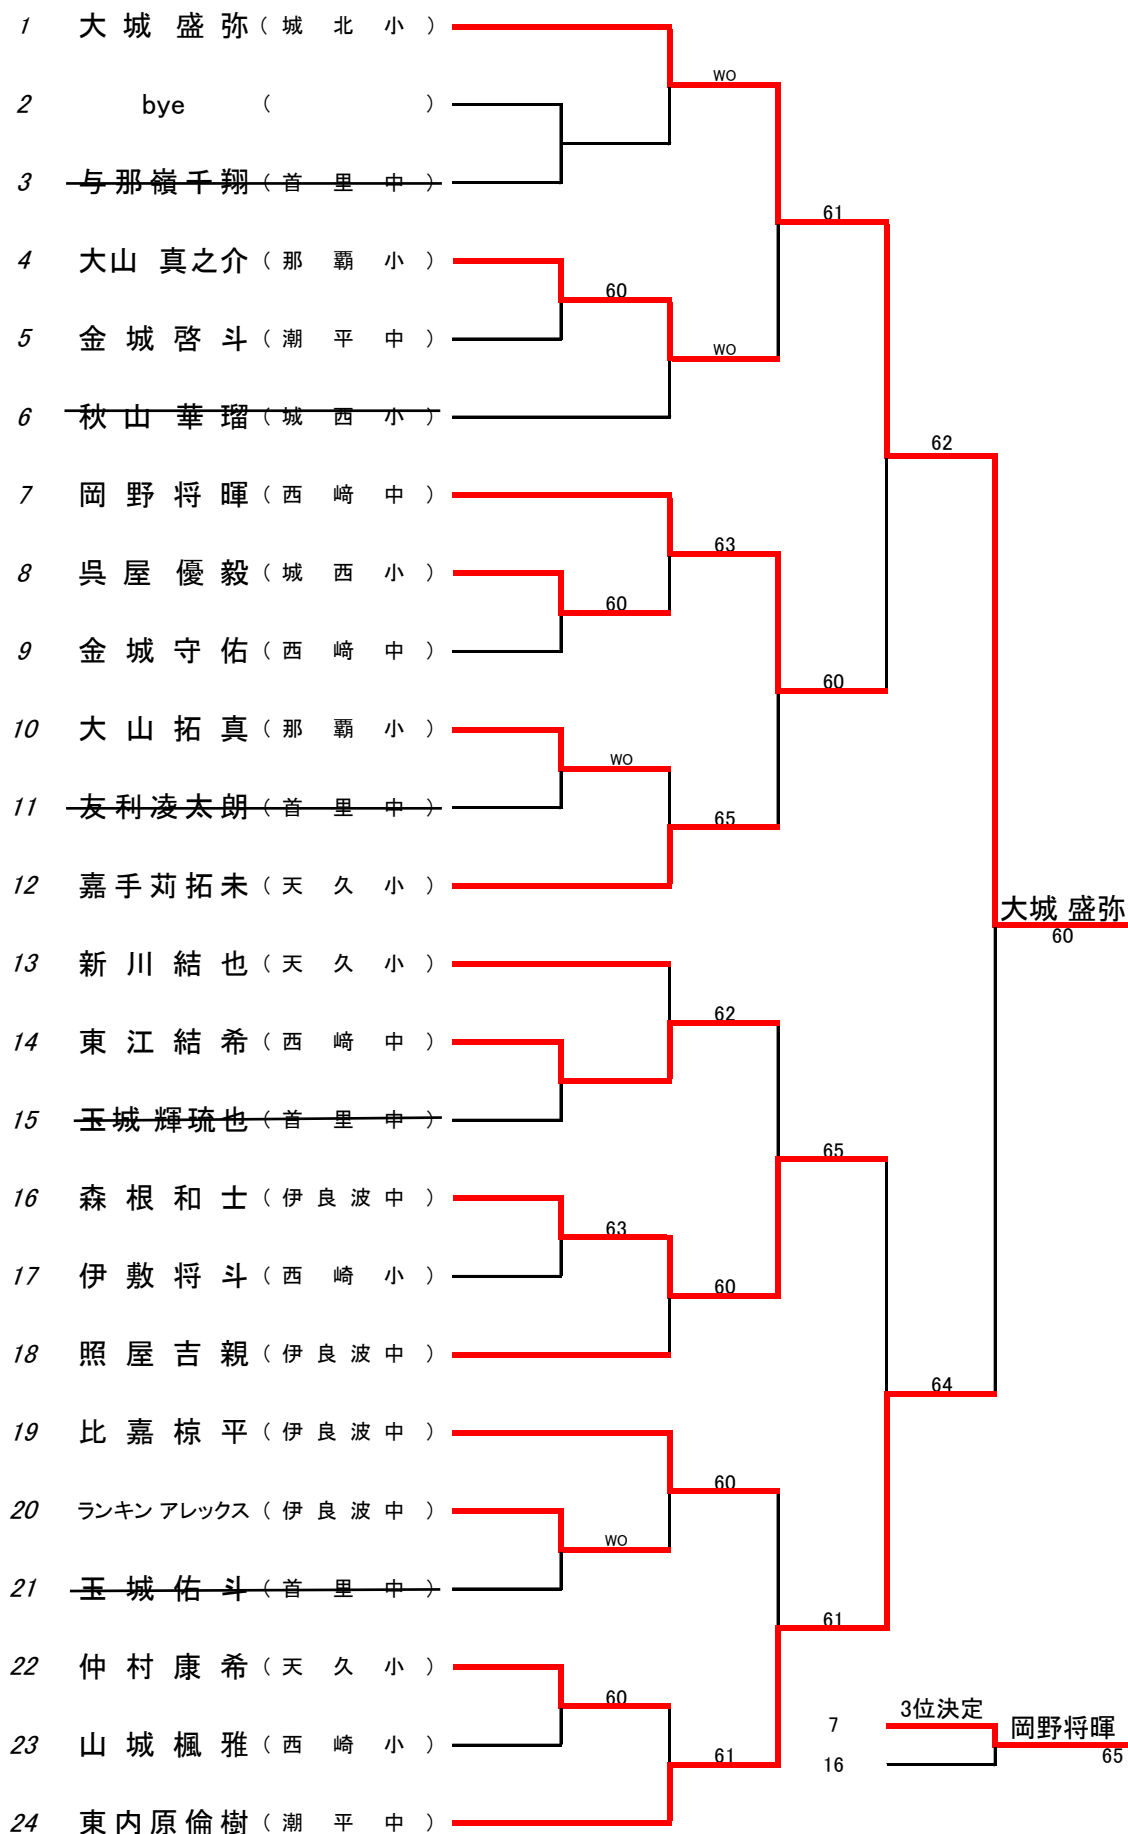 1 大城盛弥(城北小)
WO
2 bye ( )
3 与那嶺千翔(首里中)
61
4 大山 真之介(那覇小)
60
5 金城啓斗(潮平中)
WO
6 秋山華瑠(城西小)
62
7 岡野将暉(西﨑中)
63
8 呉屋優毅(城西小)
60
9 金城守佑(西﨑中)
60
10 大山拓真(那覇小)
WO
11 友利凌太朗(首里中)
65
12 嘉手苅拓未(天久小)
大城 盛弥
60
13 新川結也(天久小)
62
14 東江結希(西﨑中)
15 玉城輝琉也(首里中)
65
16 森根和士(伊良波中)
63
17 伊敷将斗(西崎小)
60
18 照屋吉親(伊良波中)
64
19 比嘉椋平(伊良波中)
60
20 ランキン アレックス(伊良波中)
WO
21 玉城佑斗(首里中)
61
22 仲村康希(天久小)
60
3位決定
7
岡野将暉
23 山城楓雅(西崎小)
61
65
16
24 東内原倫樹(潮平中)